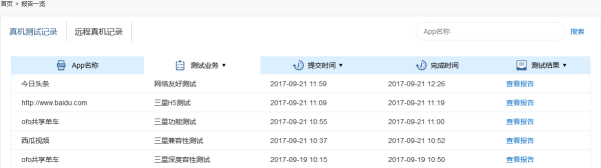 首页 > 报告一览
真机测试记录 远程真机记录 App名称 搜索
App名称 测试业务 ▼ 提交时间 ▼ 完成时间 测试结果 ▼
今日头条 网络友好测试 2017-09-21 11:59 2017-09-21 12:26 查看报告
http://www.baidu.com 三星H5测试 2017-09-21 11:09 2017-09-21 11:19 查看报告
ofo共享单车 三星功能测试 2017-09-21 10:55 2017-09-21 11:00 查看报告
西瓜视频 三星兼容性测试 2017-09-21 10:37 2017-09-21 10:52 查看报告
ofo共享单车 三星深度容性测试 2017-09-19 10:15 2017-09-19 10:50 查看报告